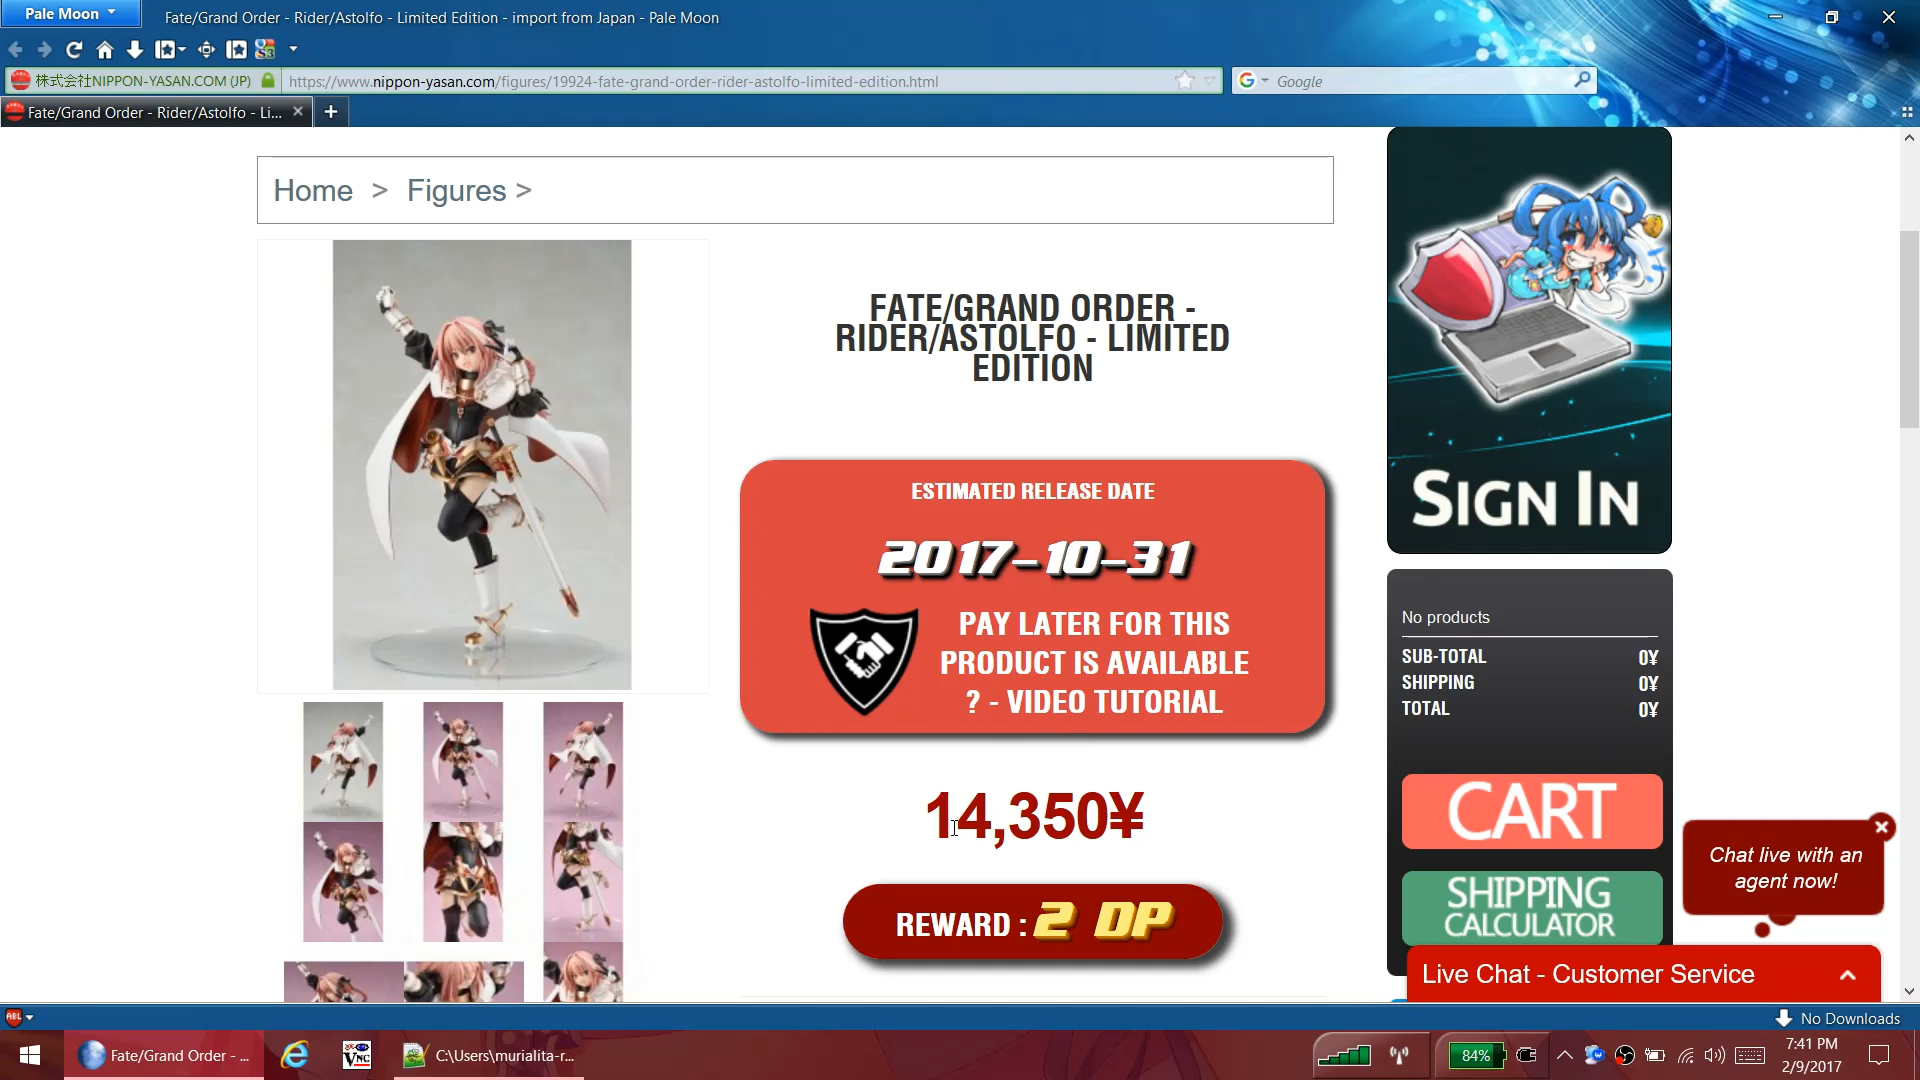 Pale Moon
Fate/Grand Order - Rider/Astolfo - Limited Edition - import from Japan - Pale Moon
株式会社NIPPON-YASAN.COM (JP)
https://www.nippon-yasan.com/figures/19924-fate-grand-order-rider-astolfo-limited-edition.html
Google
Fate/Grand Order - Rider/Astolfo - Li...
Home > Figures >
FATE/GRAND ORDER -
RIDER/ASTOLFO - LIMITED
EDITION
ESTIMATED RELEASE DATE
2017-10-31
PAY LATER FOR THIS
PRODUCT IS AVAILABLE
? - VIDEO TUTORIAL
14,350¥
REWARD : 2 DP
SIGN IN
No products
SUB-TOTAL 0¥
SHIPPING 0¥
TOTAL 0¥
CART
SHIPPING
CALCULATOR
Chat live with an
agent now!
Live Chat - Customer Service
ABL
No Downloads
Fate/Grand Order - ...
VNC
C:\Users\murialita-r...
84%
7:41 PM
2/9/2017